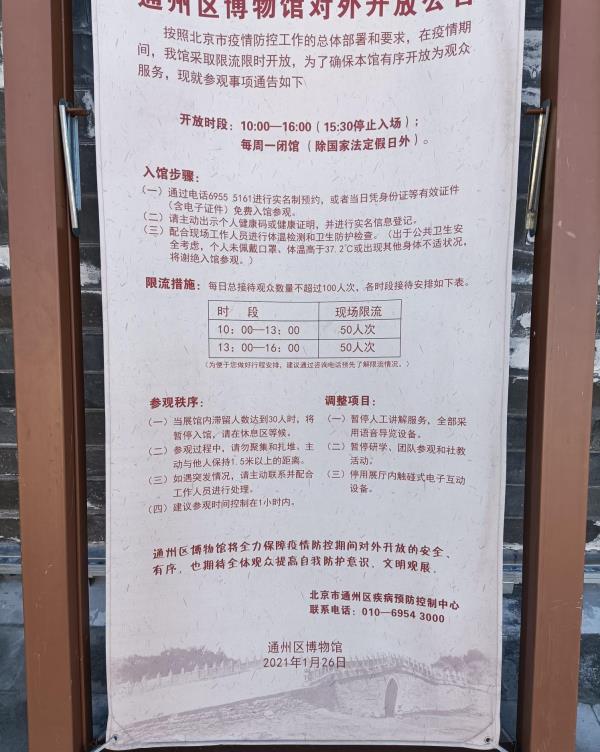 通州区博物馆对外开放公告
按照北京市疫情防控工作的总体部署和要求，在疫情期
间，我馆采取限流限时开放，为了确保本馆有序开放为观众
服务，现就参观事项通告如下
开放时段：10:00—16:00（15:30停止入场）；
每周一闭馆（除国家法定假日外）。
入馆步骤：
（一）通过电话6955 5161进行实名制预约，或者当日凭身份证等有效证件
（含电子证件）免费入馆参观。
（二）请主动出示个人健康码或健康证明，并进行实名信息登记。
（三）配合现场工作人员进行体温检测和卫生防护检查。（出于公共卫生安
全考虑，个人未佩戴口罩、体温高于37.2℃或出现其他身体不适状况，
将谢绝入馆参观。）
限流措施：每日总接待观众数量不超过100人次，各时段接待安排如下表。
时 段 现场限流
10：00—13：00 50人次
13：00—16：00 50人次
（为便于您做好行程安排，建议通过咨询电话预先了解限流情况。）
参观秩序：
（一）当展馆内滞留人数达到30人时，将
暂停入馆，请在休息区等候。
（二）参观过程中，请勿聚集和扎堆、主
动与他人保持1.5米以上的距离。
（三）如遇突发情况，请主动联系并配合
工作人员进行处理。
（四）建议参观时间控制在1小时内。
调整项目：
（一）暂停人工讲解服务，全部采
用语音导览设备。
（二）暂停研学、团队参观和社教
活动。
（三）停用展厅内触碰式电子互动
设备。
通州区博物馆将全力保障疫情防控期间对外开放的安全、
有序，也期待全体观众提高自我防护意识、文明观展。
北京市通州区疾病预防控制中心
联系电话：010—6954 3000
通州区博物馆
2021年1月26日